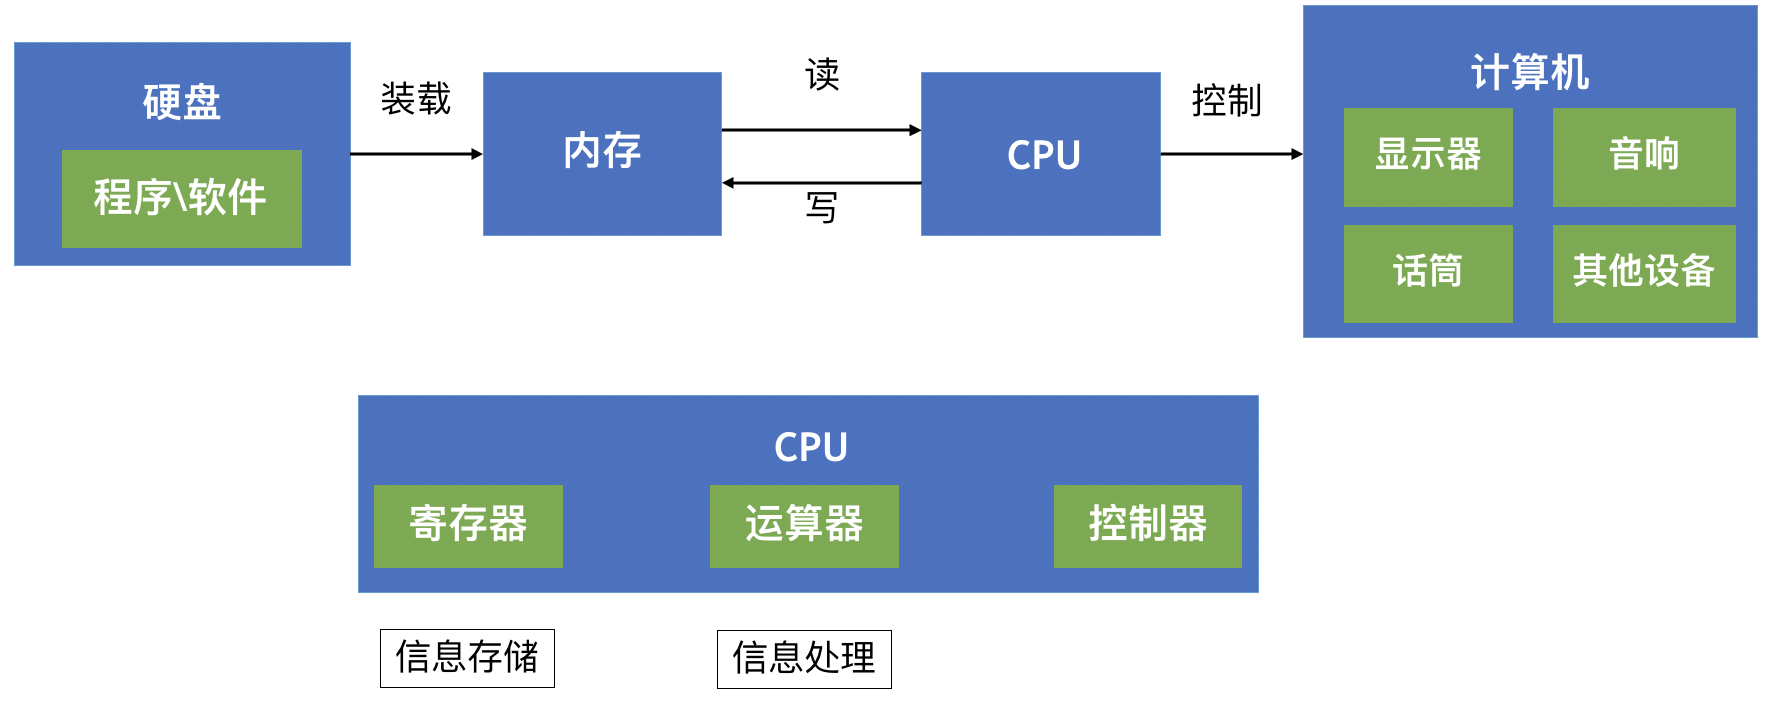 硬盘
程序\软件
装载
内存
读
写
CPU
控制
计算机
显示器
音响
话筒
其他设备
CPU
寄存器
运算器
控制器
信息存储
信息处理